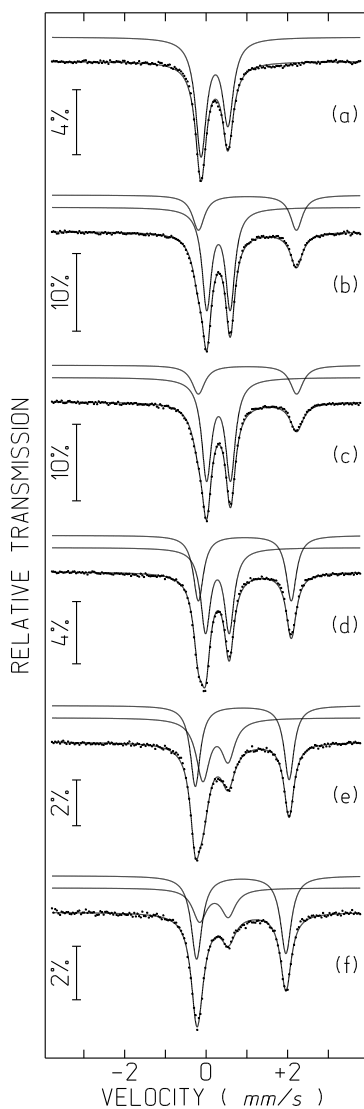 RELATIVE TRANSMISSION
4%
(a)
10%
(b)
10%
(c)
4%
(d)
2%
(e)
2%
(f)
-2 0 +2
VELOCITY ( mm/s )